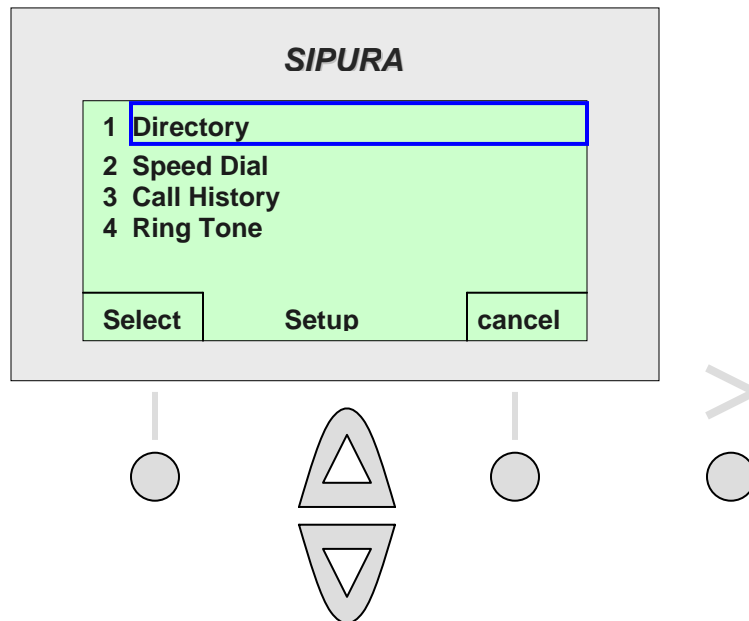 SIPURA
1 Directory
2 Speed Dial
3 Call History
4 Ring Tone
Select Setup cancel